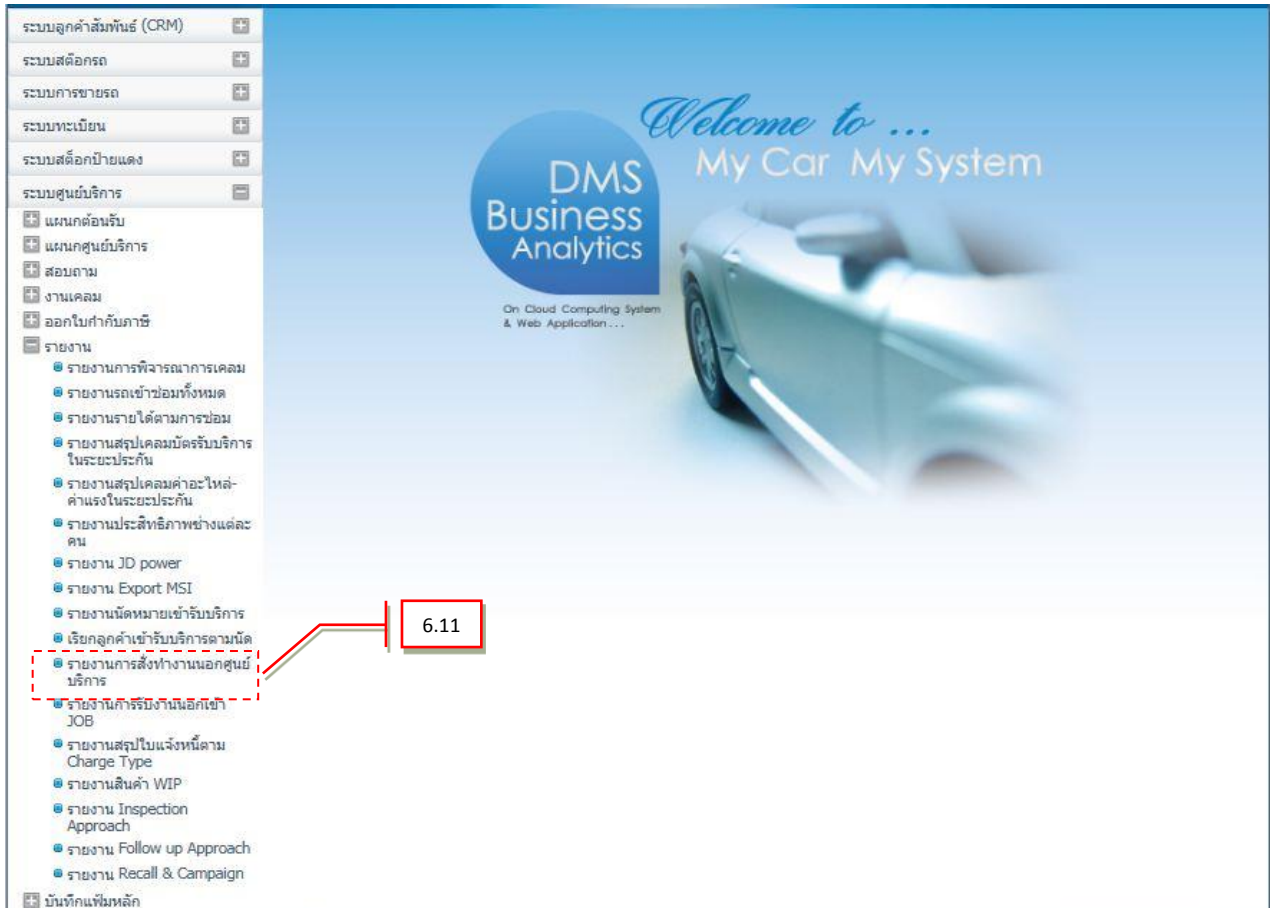 ระบบลูกค้าสัมพันธ์ (CRM)
ระบบสต๊อกรถ
ระบบการขายรถ
ระบบทะเบียน
ระบบสต็อกป้ายแดง
ระบบศูนย์บริการ
แผนกต้อนรับ
แผนกศูนย์บริการ
สอบถาม
งานเคลม
ออกใบกำกับภาษี
รายงาน
รายงานการพิจารณาการเคลม
รายงานรถเข้าซ่อมทั้งหมด
รายงานรายได้ตามการซ่อม
รายงานสรุปเคลมบัตรรับบริการ
ในระยะประกัน
รายงานสรุปเคลมค่าอะไหล่-
ค่าแรงในระยะประกัน
รายงานประสิทธิภาพช่างแต่ละ
คน
รายงาน JD power
รายงาน Export MSI
รายงานนัดหมายเข้ารับบริการ
เรียกลูกค้าเข้ารับบริการตามนัด
รายงานการสั่งทำงานนอกศูนย์
บริการ
รายงานการรับงานนอกเข้า
JOB
รายงานสรุปใบแจ้งหนี้ตาม
Charge Type
รายงานสินค้า WIP
รายงาน Inspection
Approach
รายงาน Follow up Approach
รายงาน Recall & Campaign
บันทึกแฟ้มหลัก
Welcome to ...
My Car My System
DMS
Business
Analytics
On Cloud Computing System
& Web Application...
6.11